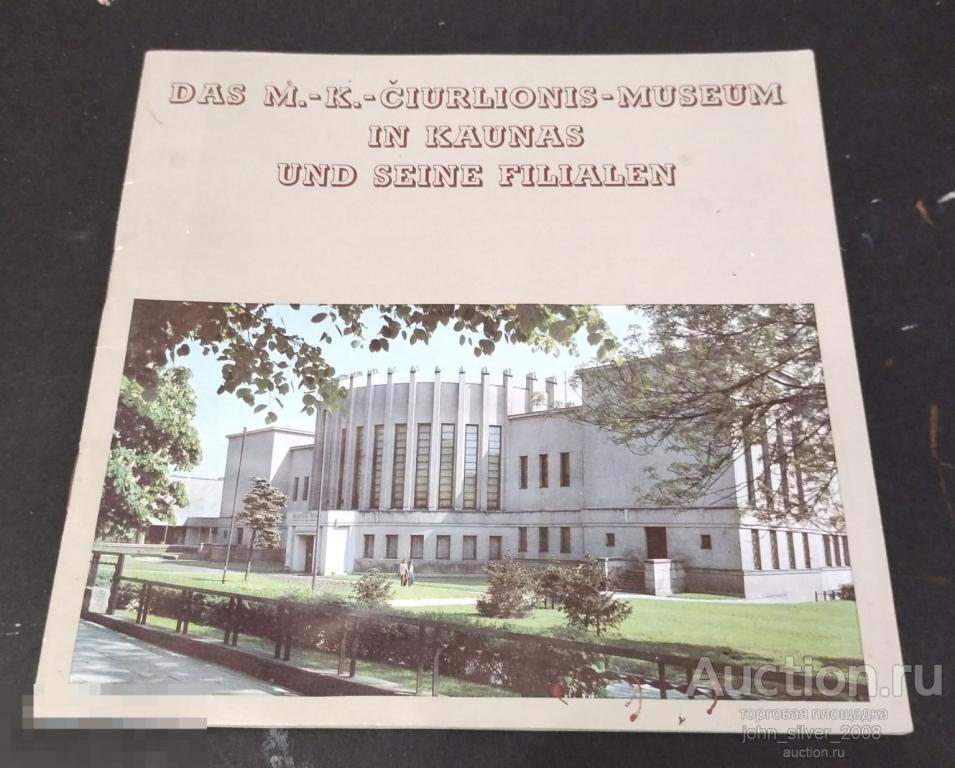 DAS M.-K.-ČIURLIONIS-MUSEUM
IN KAUNAS
UND SEINE FILIALEN
Auction.ru
торговая площадка
john_silver_2008
auction.ru